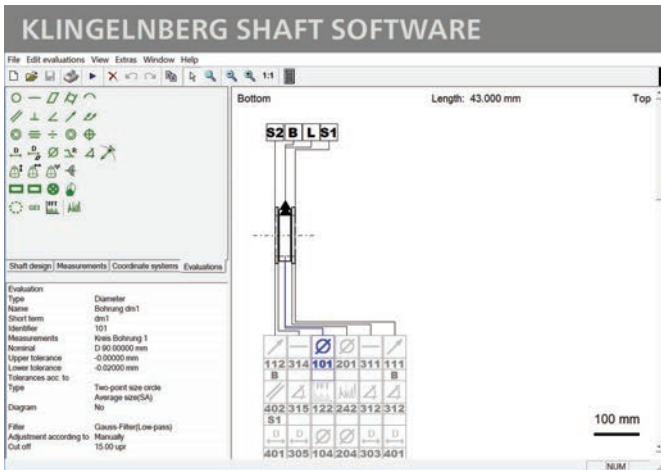 KLINGELNBERG SHAFT SOFTWARE
File Edit evaluations View Extras Window Help
1:1
Bottom Length: 43.000 mm Top
S2 B L S1
Shaft design Measurements Coordinate systems Evaluations
Evaluation
Type Diameter
Name Bohrung dm1
Short term dm1
Identifier 101
Measurements Kreis Bohrung 1
Nominal D 90.00000 mm
Upper tolerance -0.00000 mm
Lower tolerance -0.02000 mm
Tolerances acc. to
Type Two-point size circle
Average size(SA)
Diagram No
Filter Gauss-Filter(Low-pass)
Adjustment according to Manually
Cut off 15.00 upr
112 314 101 201 311 111
B B
402 315 122 242 312 312
S1
D D D D
401 305 104 204 303 401
100 mm
NUM